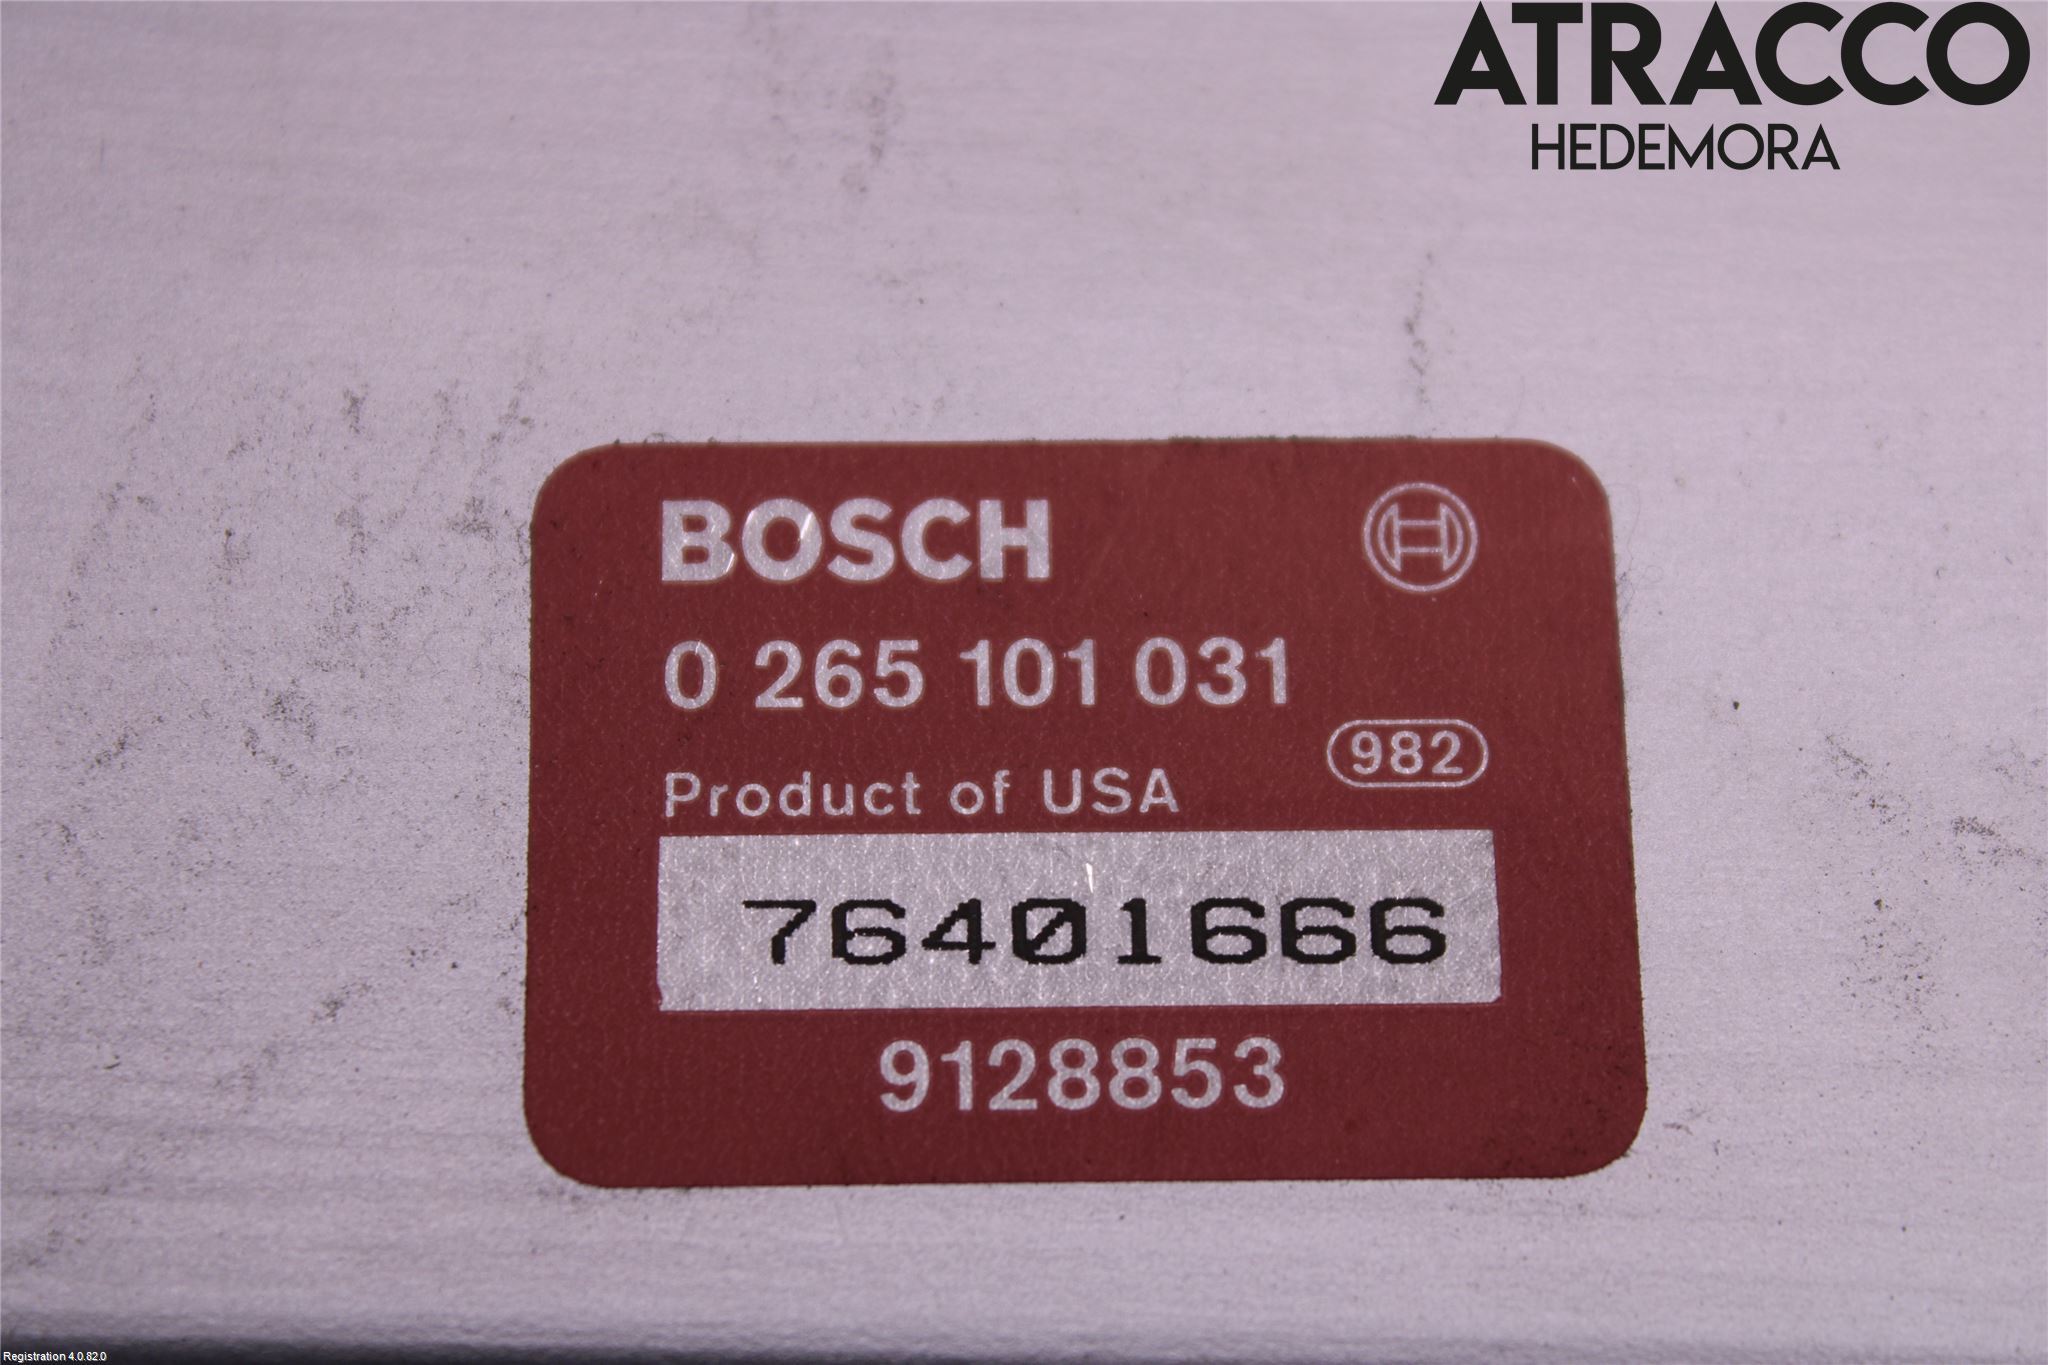 ATRACCO
HEDEMORA
BOSCH
0 265 101 031
982
Product of USA
76401666
9128853
Registration 4.0.82.0